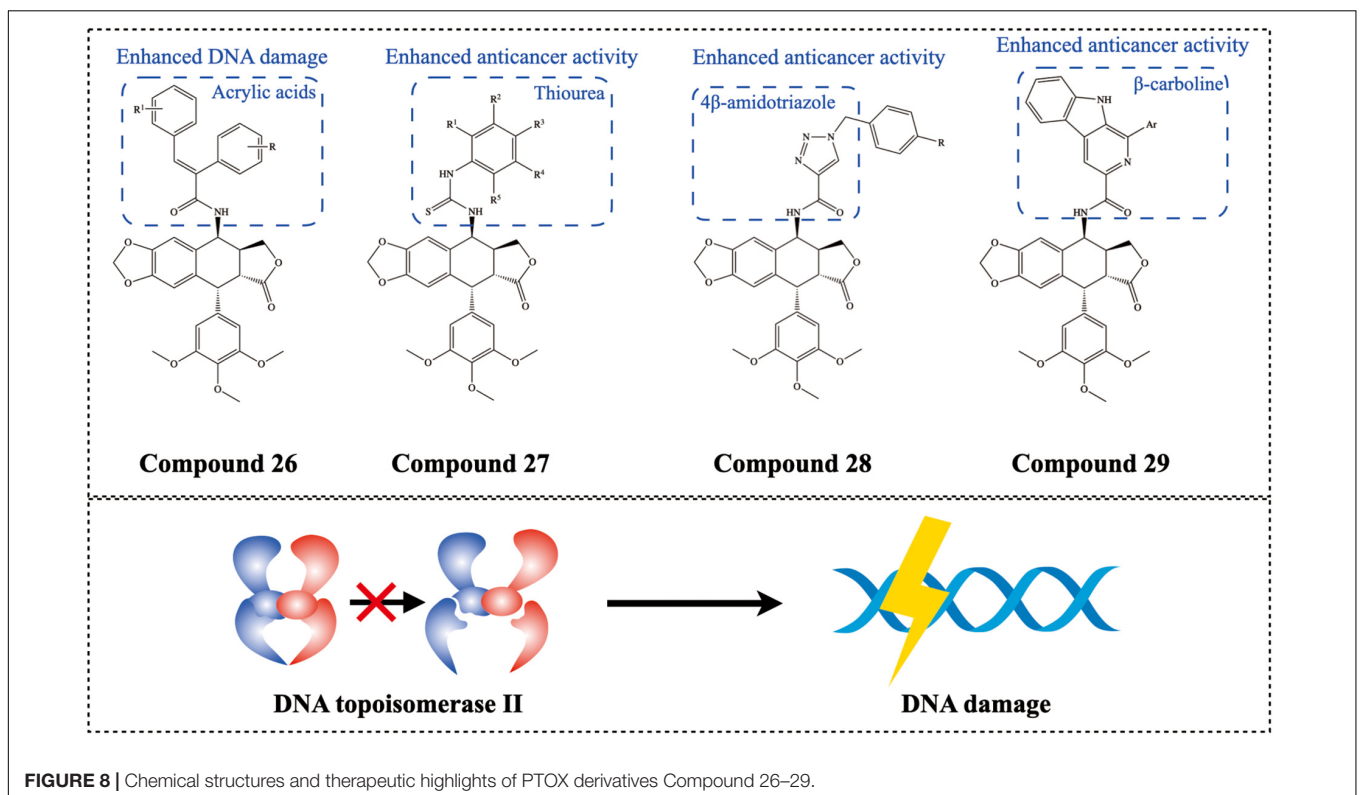 Enhanced DNA damage
Acrylic acids
R¹
R
O
NH
O
O
O
O
O
O
O
Compound 26
Enhanced anticancer activity
Thiourea
R²
R¹
R³
HN
R⁴
R⁵
S
NH
O
O
O
O
O
O
O
Compound 27
Enhanced anticancer activity
4β-amidotriazole
N
N
N
R
HN
O
O
O
O
O
O
O
O
Compound 28
Enhanced anticancer activity
β-carboline
NH
Ar
N
HN
O
O
O
O
O
O
O
O
Compound 29
DNA topoisomerase II
DNA damage
FIGURE 8 | Chemical structures and therapeutic highlights of PTOX derivatives Compound 26–29.